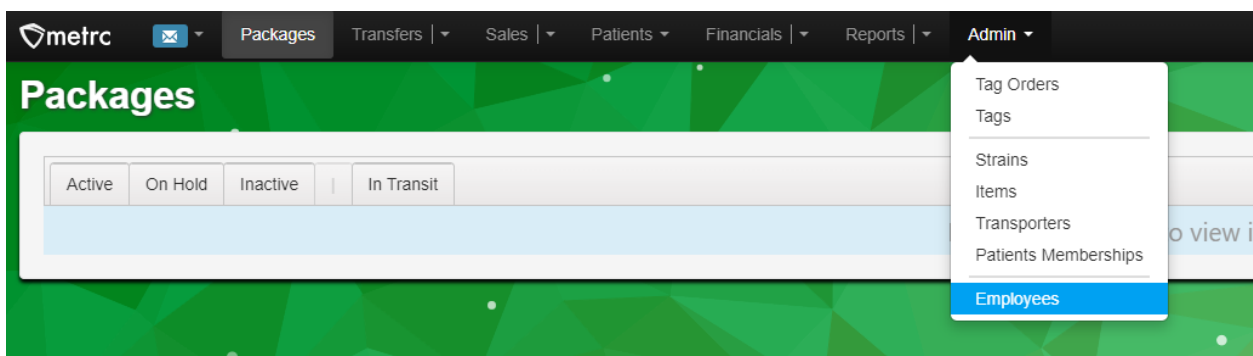 metrc Packages Transfers | Sales | Patients Financials | Reports | Admin
Packages
Tag Orders
Tags
Strains
Items
Transporters
Patients Memberships
Employees
Active On Hold Inactive | In Transit
o view i